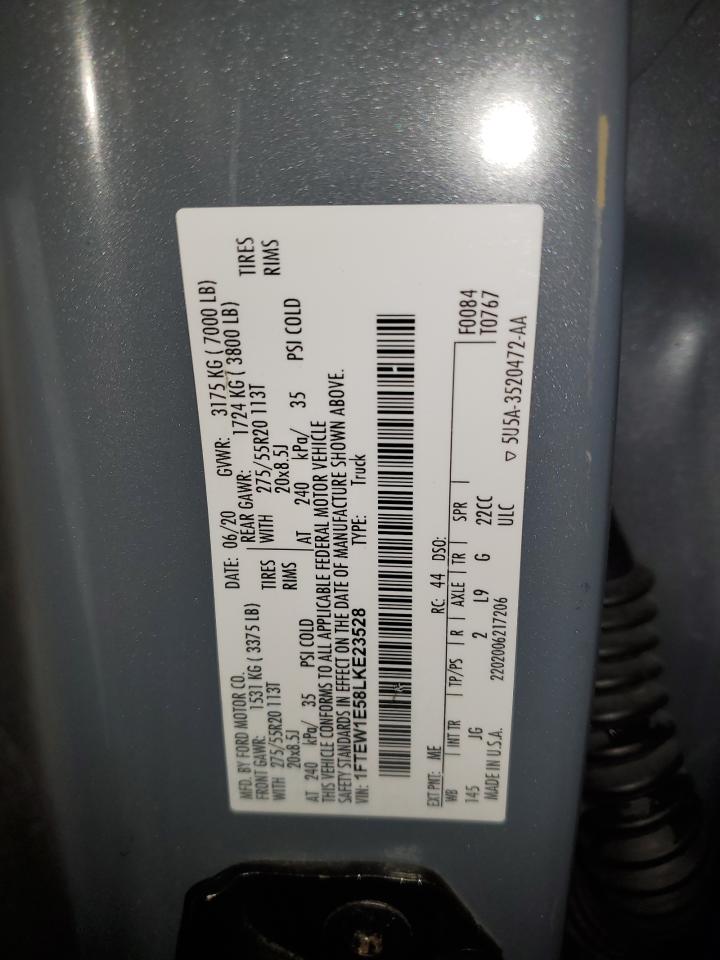 MFD. BY FORD MOTOR CO. DATE: 06/20 GVWR: 3175 KG ( 7000 LB)
FRONT GAWR: 1531 KG ( 3375 LB) REAR GAWR: 1724 KG ( 3800 LB)
WITH 275/55R20 113T TIRES WITH 275/55R20 113T TIRES
20x8.5J RIMS 20x8.5J RIMS
AT 240 kPa/ 35 PSI COLD AT 240 kPa/ 35 PSI COLD
THIS VEHICLE CONFORMS TO ALL APPLICABLE FEDERAL MOTOR VEHICLE
SAFETY STANDARDS IN EFFECT ON THE DATE OF MANUFACTURE SHOWN ABOVE.
VIN: 1FTEW1E58LKE23528 TYPE: Truck
EXT PNT: ME RC: 44 DSO: F0084
WB INT TR TP/PS R AXLE TR SPR T0767
145 JG 2 L9 G 22CC
MADE IN U.S.A. 2202006217206 ULC ▽ 5U5A-3520472-AA